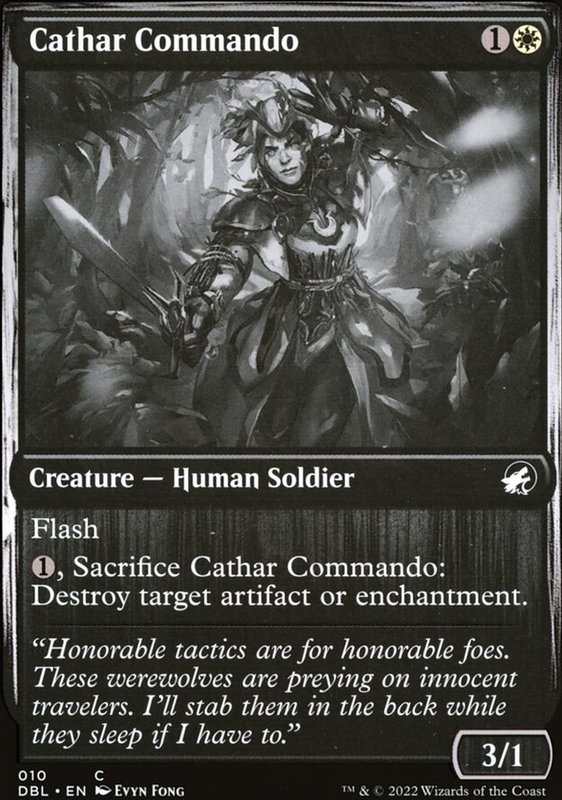 Cathar Commando 1
Creature — Human Soldier
Flash
1, Sacrifice Cathar Commando:
Destroy target artifact or enchantment.
“Honorable tactics are for honorable foes.
These werewolves are preying on innocent
travelers. I’ll stab them in the back while
they sleep if I have to.”
3/1
010 C
DBL • EN Evyn Fong
™ & © 2022 Wizards of the Coast